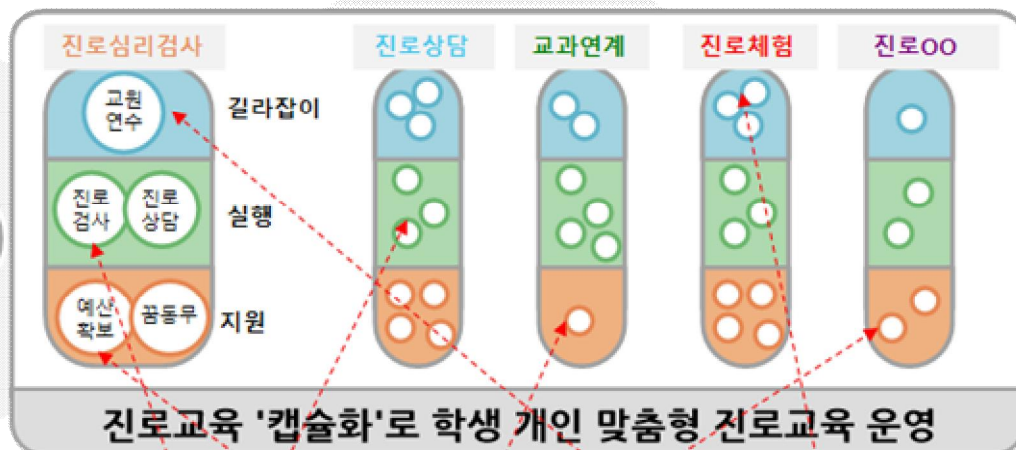 진로심리검사
진로상담
교과연계
진로체험
진로OO
교원
연수
길라잡이
진로
검사
진로
상담
실행
예산
확보
꿈동무
지원
진로교육 '캡슐화'로 학생 개인 맞춤형 진로교육 운영